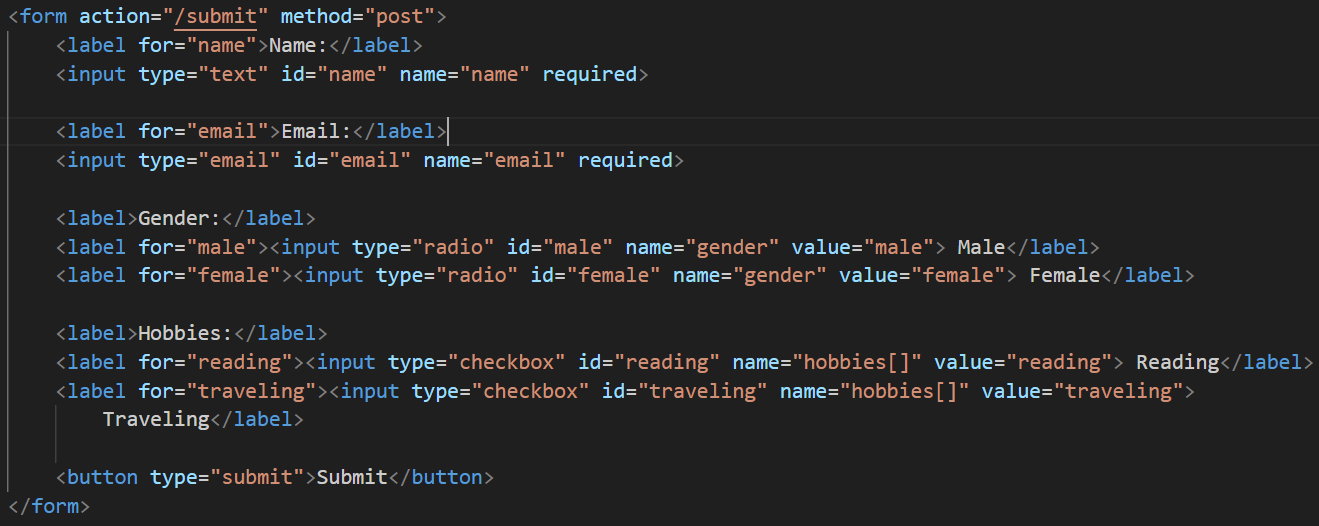 <form action="/submit" method="post">
    <label for="name">Name:</label>
    <input type="text" id="name" name="name" required>

    <label for="email">Email:</label>
    <input type="email" id="email" name="email" required>

    <label>Gender:</label>
    <label for="male"><input type="radio" id="male" name="gender" value="male"> Male</label>
    <label for="female"><input type="radio" id="female" name="gender" value="female"> Female</label>

    <label>Hobbies:</label>
    <label for="reading"><input type="checkbox" id="reading" name="hobbies[]" value="reading"> Reading</label>
    <label for="traveling"><input type="checkbox" id="traveling" name="hobbies[]" value="traveling">
        Traveling</label>

    <button type="submit">Submit</button>
</form>